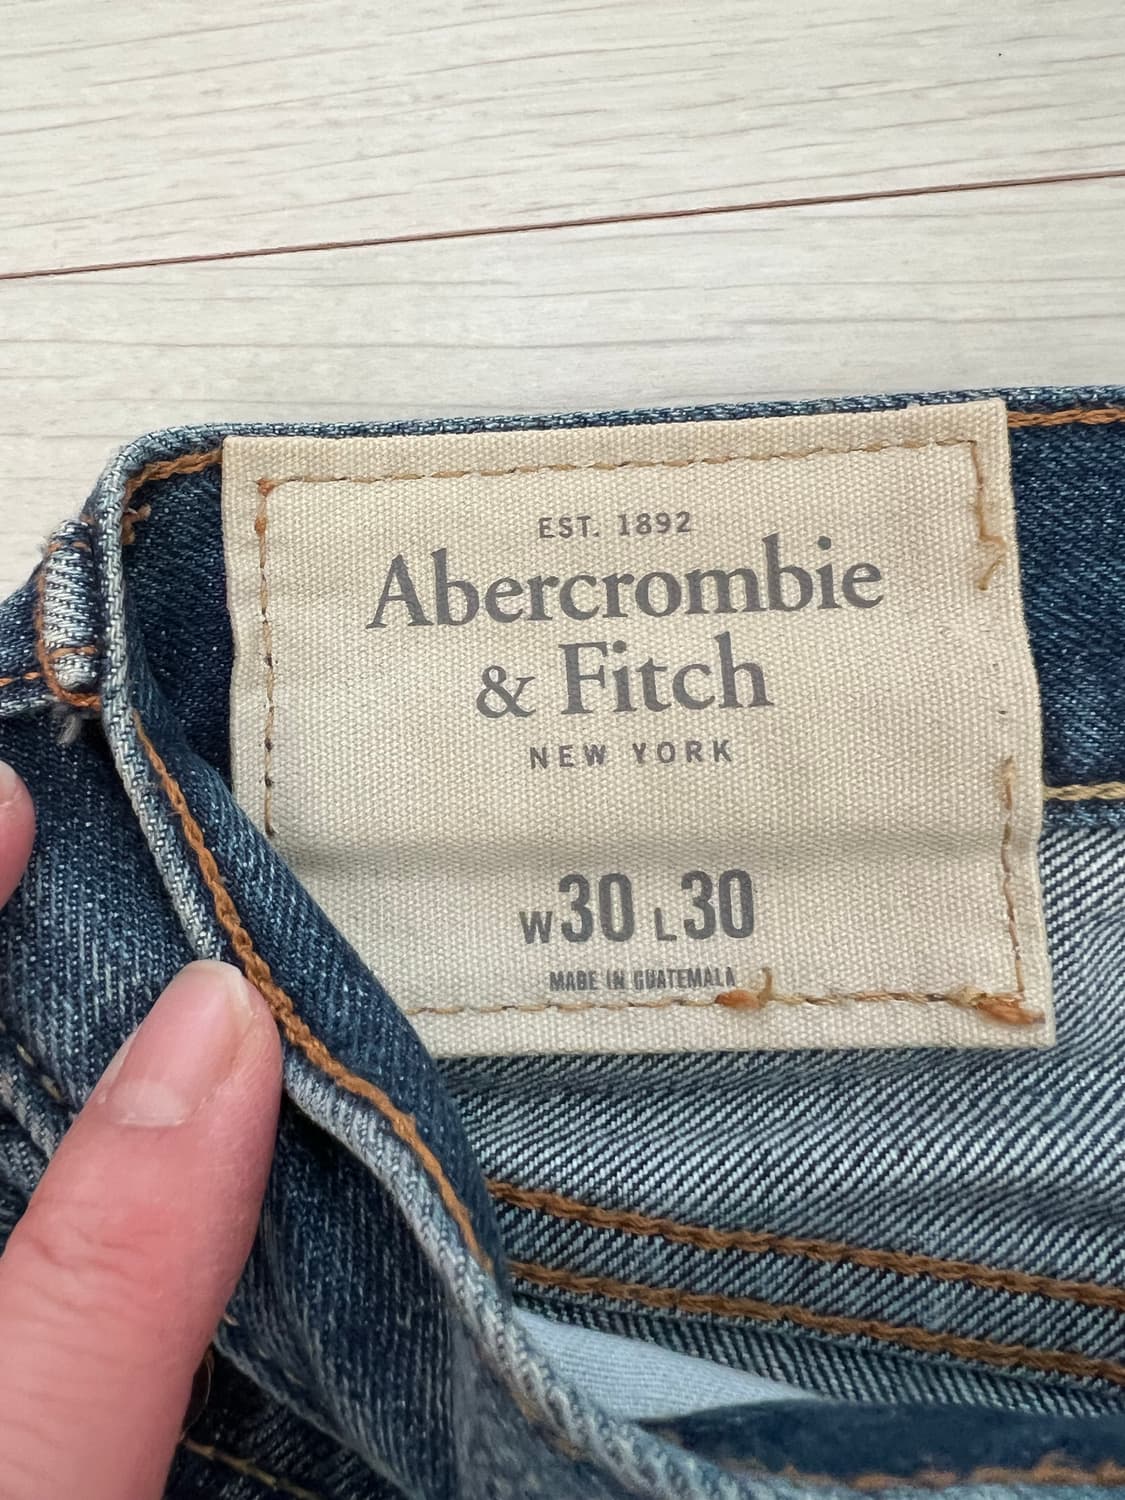 EST. 1892
Abercrombie
& Fitch
NEW YORK
W30 L30
MADE IN GUATEMALA